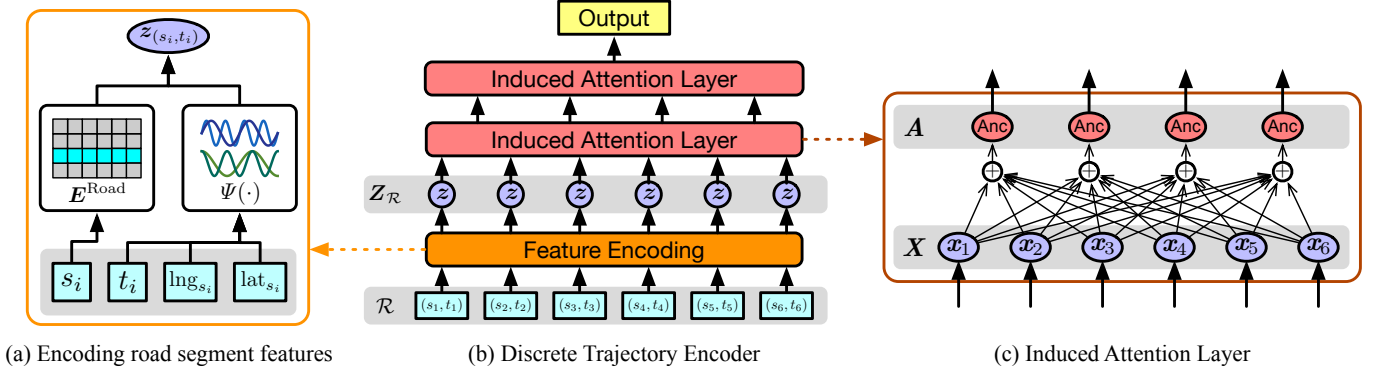 z(sᵢ,tᵢ)
E^Road
Ψ(·)
sᵢ
tᵢ
lng_sᵢ
lat_sᵢ
(a) Encoding road segment features
Output
Induced Attention Layer
Induced Attention Layer
Z_R z z z z z z
Feature Encoding
R (s₁,t₁) (s₂,t₂) (s₃,t₃) (s₄,t₄) (s₅,t₅) (s₆,t₆)
(b) Discrete Trajectory Encoder
A Anc Anc Anc Anc
+ + + +
X x₁ x₂ x₃ x₄ x₅ x₆
(c) Induced Attention Layer